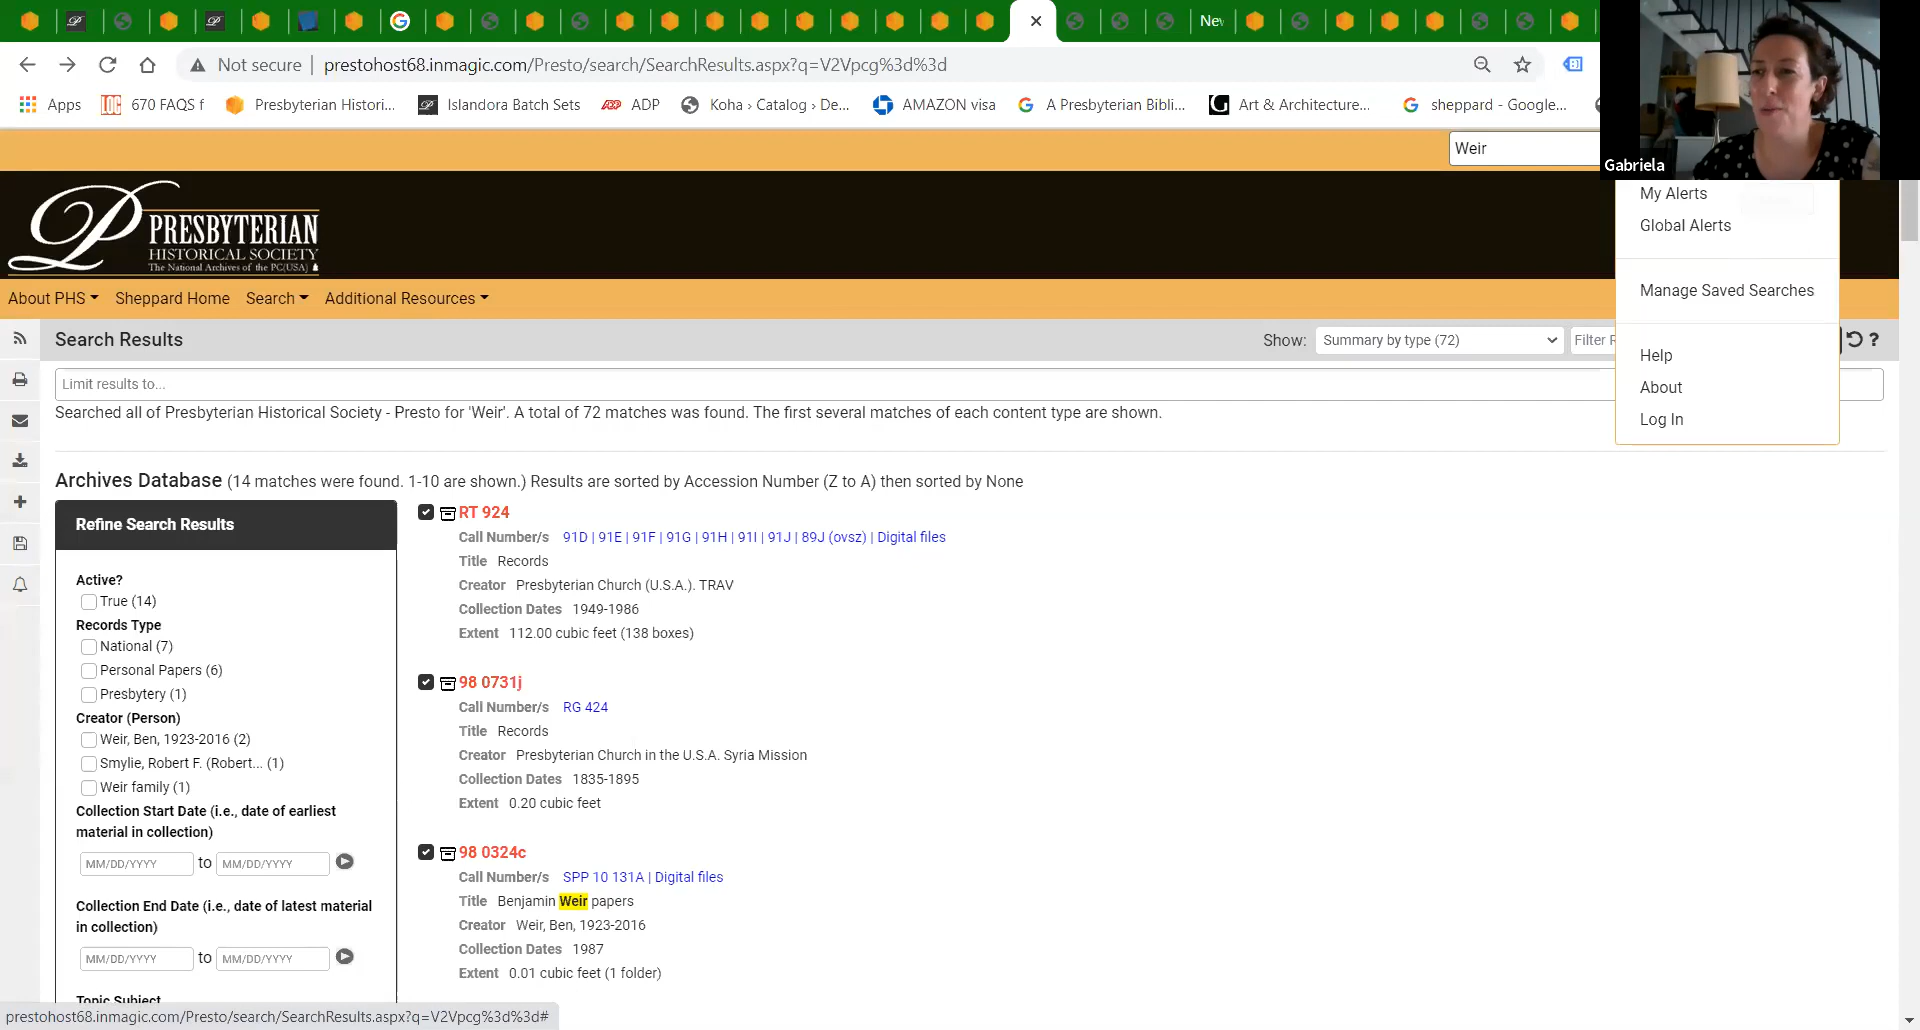 New
Not secure | prestohost68.inmagic.com/Presto/search/SearchResults.aspx?q=V2Vpcg%3d%3d
Apps 670 FAQS f Presbyterian Histori... Islandora Batch Sets ADP Koha › Catalog › De... AMAZON visa A Presbyterian Bibli... Art & Architecture... sheppard - Google...
Weir
Gabriela
PRESBYTERIAN
HISTORICAL SOCIETY
The National Archives of the PC(USA)
My Alerts
Global Alerts
Manage Saved Searches
Help
About
Log In
About PHS Sheppard Home Search Additional Resources
Search Results
Show: Summary by type (72) Filter R
?
Limit results to...
Searched all of Presbyterian Historical Society - Presto for 'Weir'. A total of 72 matches was found. The first several matches of each content type are shown.
Archives Database (14 matches were found. 1-10 are shown.) Results are sorted by Accession Number (Z to A) then sorted by None
Refine Search Results
Active?
True (14)
Records Type
National (7)
Personal Papers (6)
Presbytery (1)
Creator (Person)
Weir, Ben, 1923-2016 (2)
Smylie, Robert F. (Robert... (1)
Weir family (1)
Collection Start Date (i.e., date of earliest
material in collection)
MM/DD/YYYY to MM/DD/YYYY
Collection End Date (i.e., date of latest material
in collection)
MM/DD/YYYY to MM/DD/YYYY
Topic Subject
RT 924
Call Number/s 91D | 91E | 91F | 91G | 91H | 91I | 91J | 89J (ovsz) | Digital files
Title Records
Creator Presbyterian Church (U.S.A.). TRAV
Collection Dates 1949-1986
Extent 112.00 cubic feet (138 boxes)
98 0731j
Call Number/s RG 424
Title Records
Creator Presbyterian Church in the U.S.A. Syria Mission
Collection Dates 1835-1895
Extent 0.20 cubic feet
98 0324c
Call Number/s SPP 10 131A | Digital files
Title Benjamin Weir papers
Creator Weir, Ben, 1923-2016
Collection Dates 1987
Extent 0.01 cubic feet (1 folder)
prestohost68.inmagic.com/Presto/search/SearchResults.aspx?q=V2Vpcg%3d%3d#